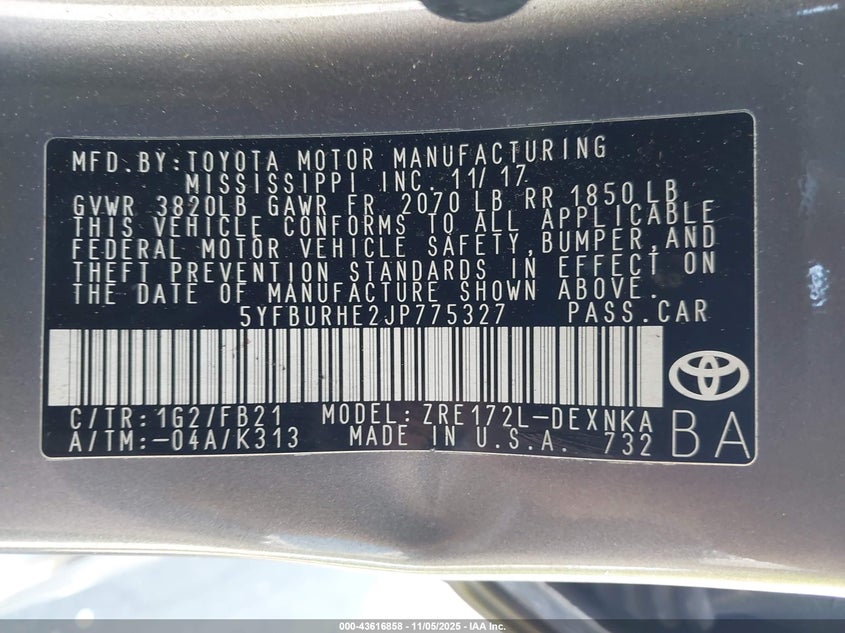 MFD.BY:TOYOTA MOTOR MANUFACTURING
MISSISSIPPI INC. 11/17
GVWR 3820LB GAWR FR 2070 LB RR 1850 LB
THIS VEHICLE CONFORMS TO ALL APPLICABLE
FEDERAL MOTOR VEHICLE SAFETY,BUMPER,AND
THEFT PREVENTION STANDARDS IN EFFECT ON
THE DATE OF MANUFACTURE SHOWN ABOVE.
5YFBURHE2JP775327 PASS.CAR
C/TR:1G2/FB21 MODEL:ZRE172L-DEXNKA
A/TM:-04A/K313 MADE IN U.S.A. 732
BA
000-43616858 - 11/05/2025 - IAA Inc.